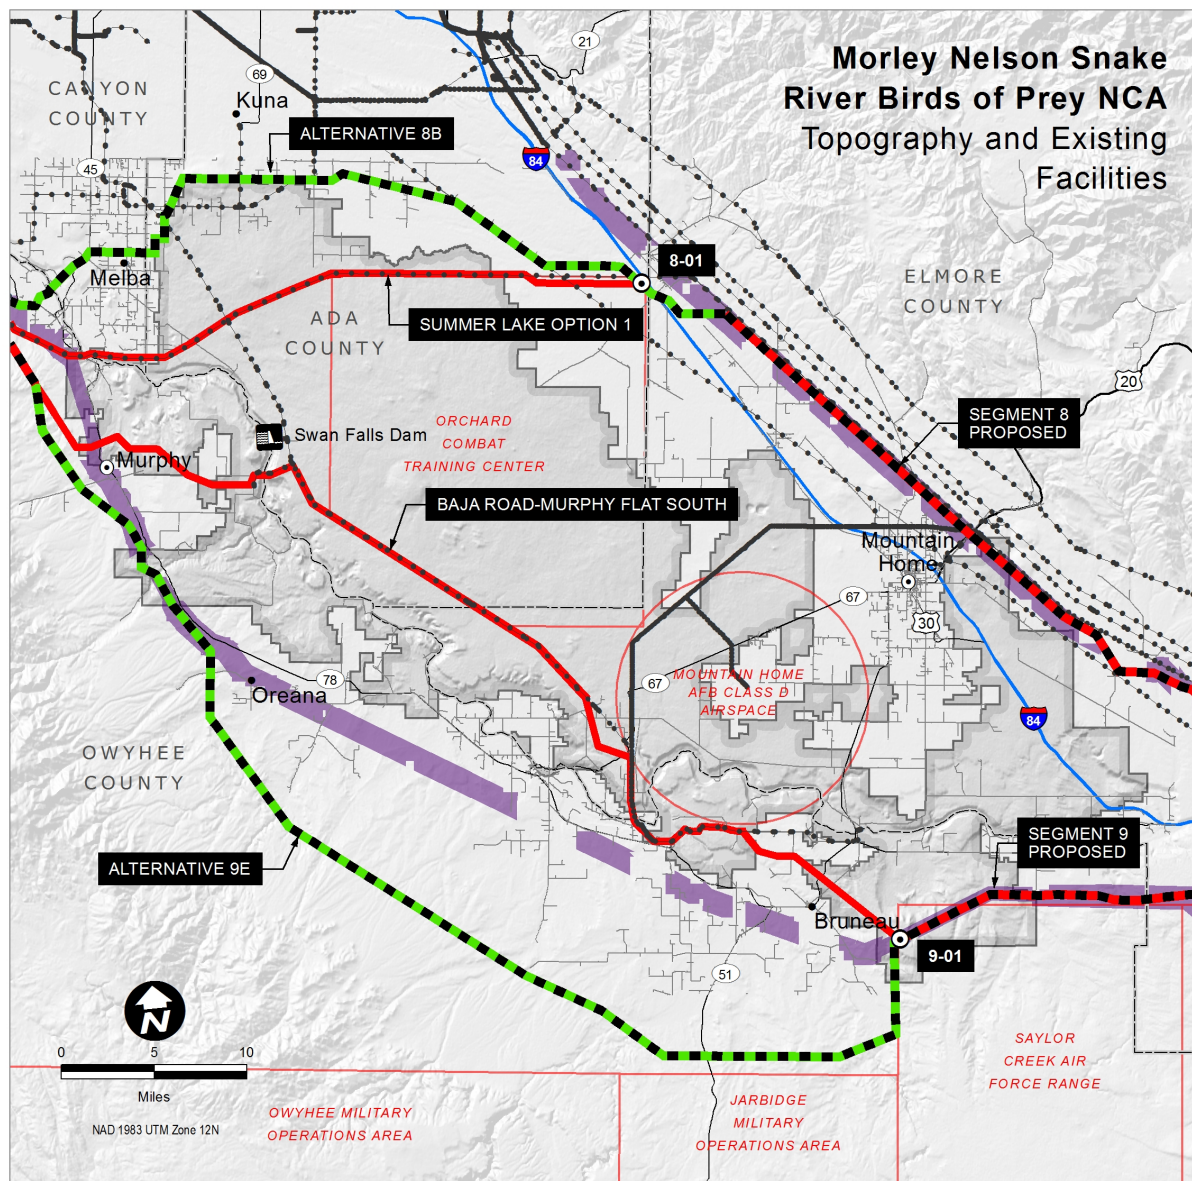 Morley Nelson Snake
River Birds of Prey NCA
Topography and Existing
Facilities
21
69
CANYON
COUNTY
Kuna
ALTERNATIVE 8B
84
45
8-01
Melba
ELMORE
COUNTY
ADA
COUNTY
SUMMER LAKE OPTION 1
20
ORCHARD
COMBAT
TRAINING CENTER
SEGMENT 8
PROPOSED
Swan Falls Dam
Murphy
BAJA ROAD-MURPHY FLAT SOUTH
Mountain
Home
67
30
67
MOUNTAIN HOME
AFB CLASS D
AIRSPACE
78
Oreana
84
OWYHEE
COUNTY
SEGMENT 9
PROPOSED
ALTERNATIVE 9E
Bruneau
9-01
51
N
0 5 10
Miles
NAD 1983 UTM Zone 12N
SAYLOR
CREEK AIR
FORCE RANGE
OWYHEE MILITARY
OPERATIONS AREA
JARBIDGE
MILITARY
OPERATIONS AREA